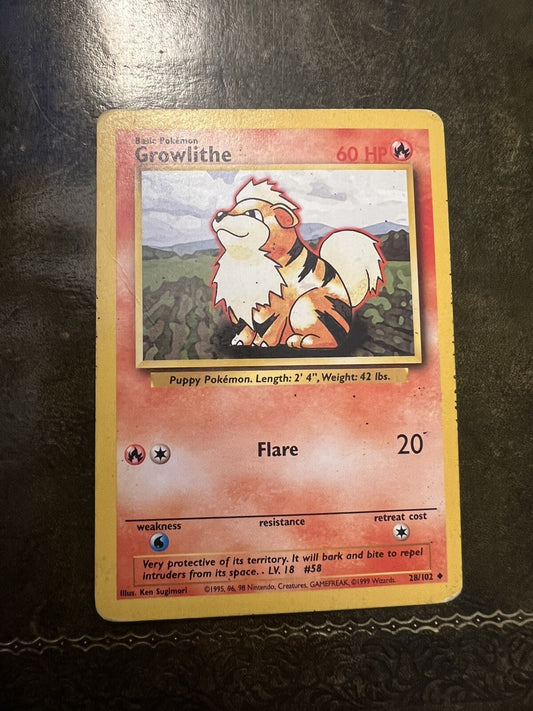 Basic Pokémon
Growlithe 60 HP
Puppy Pokémon. Length: 2' 4", Weight: 42 lbs.
Flare 20
weakness resistance retreat cost
Very protective of its territory. It will bark and bite to repel
intruders from its space. . LV. 18 #58
Illus. Ken Sugimori ©1995, 96, 98 Nintendo, Creatures, GAMEFREAK. ©1999 Wizards. 28/102